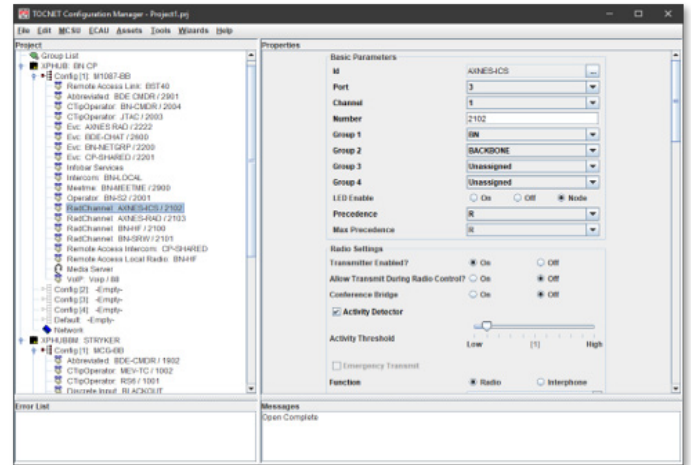 TOCNET Configuration Manager - Project1.prj
File Edit MCSU ECAU Assets Tools Wizards Help
Project
Group List
XPHUB: BN CP
Config [1] M1087-BB
Remote Access Link: BST40
Abbreviated: BDE CMDR / 2901
CTipOperator: BN-CMDR / 2004
CTipOperator: JTAC / 2003
Evc: AXNES RAD / 2222
Evc: BDE-CHAT / 2600
Evc: BN-NETGRP / 2200
Evc: CP-SHARED / 2201
Infobar Services
Intercom: BN-LOCAL
Meetme: BN-MEETME / 2900
Operator: BN-S2 / 2001
RadChannel: AXNES-ICS / 2102
RadChannel: AXNES-RAD / 2103
RadChannel: BN-HF / 2100
RadChannel: BN-SRW / 2101
Remote Access Intercom: CP-SHARED
Remote Access Local Radio: BN-HF
Media Server
VoIP: Voip / 88
Config [2] -Empty-
Config [3] -Empty-
Config [4] -Empty-
Default: -Empty-
Network
XPHUB8M: STRYKER
Config [1] MCG-BB
Abbreviated: BDE-CMDR / 1902
CTipOperator: MEV-TC / 1002
CTipOperator: RS6 / 1001
Discrete Input: BLACKOUT
Properties
Basic Parameters
Id AXNES-ICS ...
Port 3
Channel 1
Number 2102
Group 1 BN
Group 2 BACKBONE
Group 3 Unassigned
Group 4 Unassigned
LED Enable On Off Node
Precedence R
Max Precedence R
Radio Settings
Transmitter Enabled? On Off
Allow Transmit During Radio Control? On Off
Conference Bridge On Off
Activity Detector
Activity Threshold
Low [1] High
Emergency Transmit
Function Radio Interphone
Error List
Messages
Open Complete